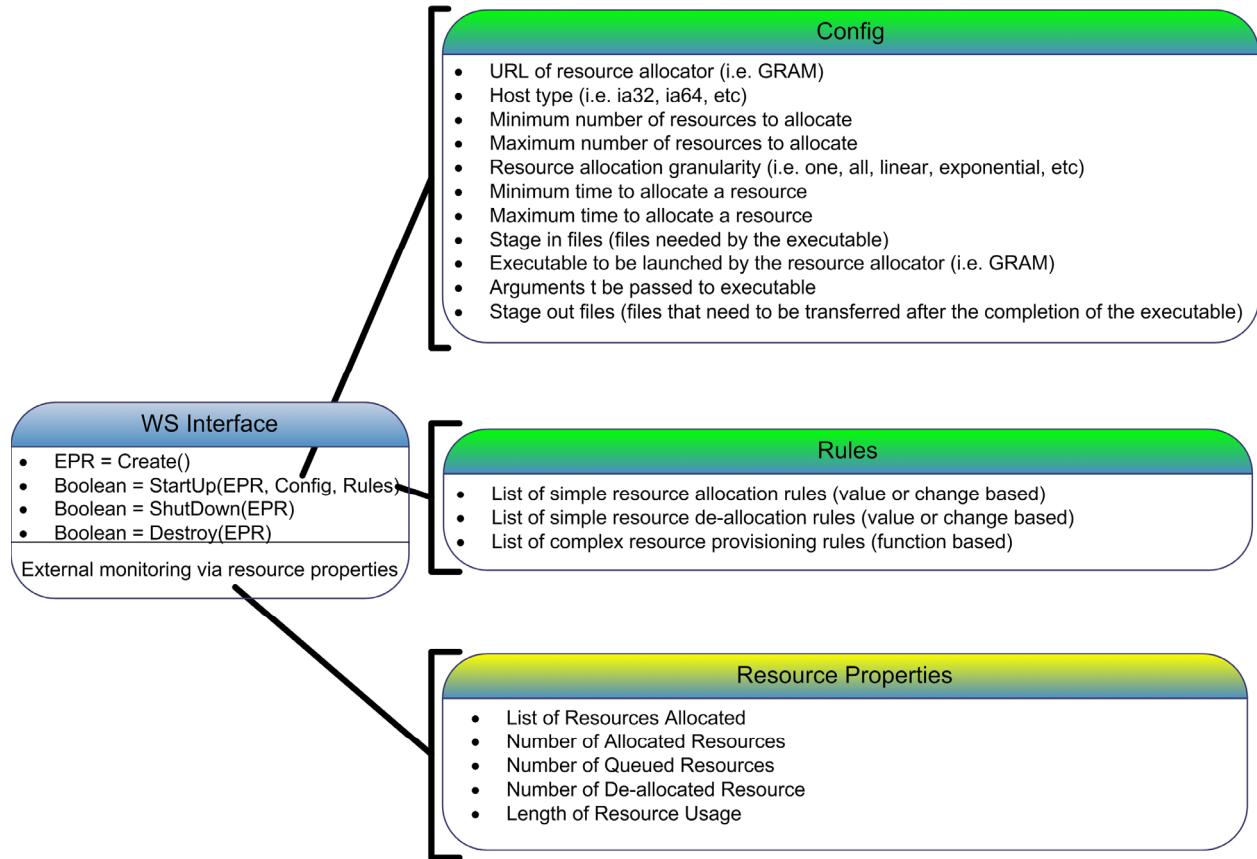 Config
• URL of resource allocator (i.e. GRAM)
• Host type (i.e. ia32, ia64, etc)
• Minimum number of resources to allocate
• Maximum number of resources to allocate
• Resource allocation granularity (i.e. one, all, linear, exponential, etc)
• Minimum time to allocate a resource
• Maximum time to allocate a resource
• Stage in files (files needed by the executable)
• Executable to be launched by the resource allocator (i.e. GRAM)
• Arguments t be passed to executable
• Stage out files (files that need to be transferred after the completion of the executable)
WS Interface
• EPR = Create()
• Boolean = StartUp(EPR, Config, Rules)
• Boolean = ShutDown(EPR)
• Boolean = Destroy(EPR)
External monitoring via resource properties
Rules
• List of simple resource allocation rules (value or change based)
• List of simple resource de-allocation rules (value or change based)
• List of complex resource provisioning rules (function based)
Resource Properties
• List of Resources Allocated
• Number of Allocated Resources
• Number of Queued Resources
• Number of De-allocated Resource
• Length of Resource Usage